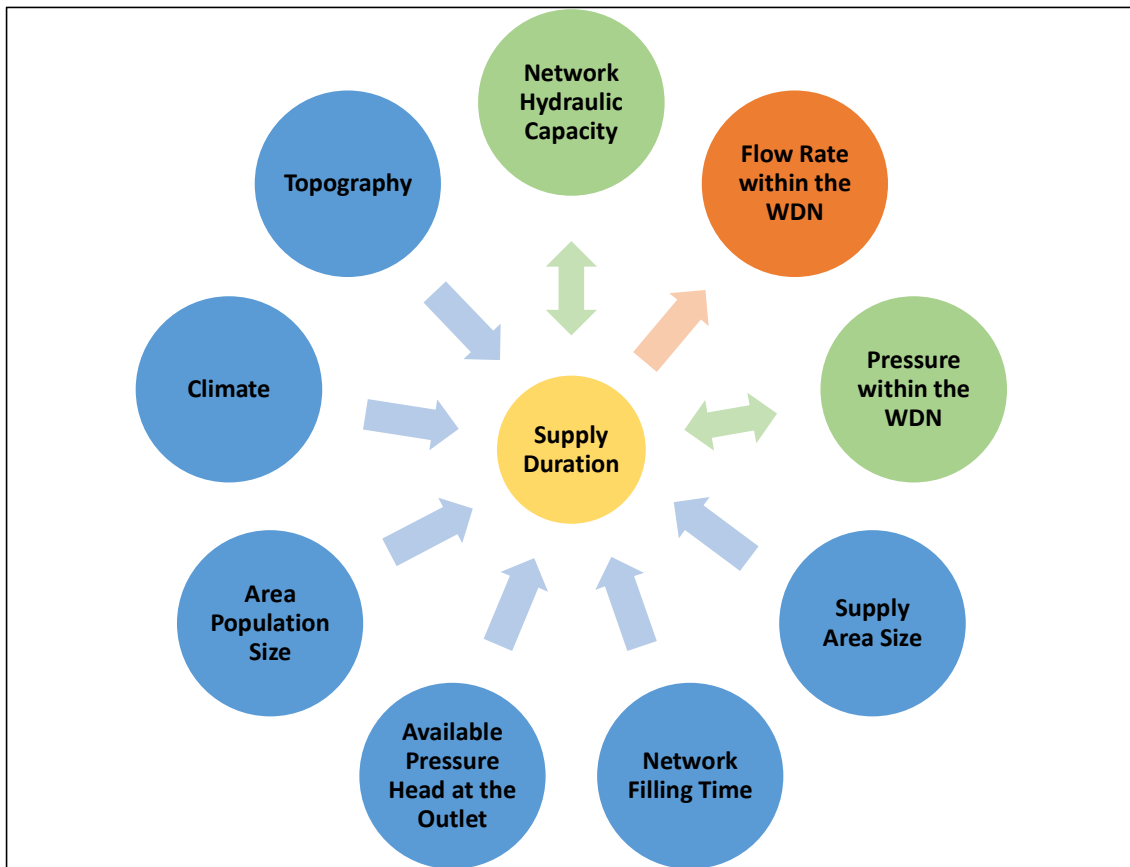 Network
Hydraulic
Capacity
Flow Rate
within the
WDN
Topography
Pressure
within the
WDN
Climate
Supply
Duration
Area
Population
Size
Supply
Area Size
Available
Pressure
Head at the
Outlet
Network
Filling Time